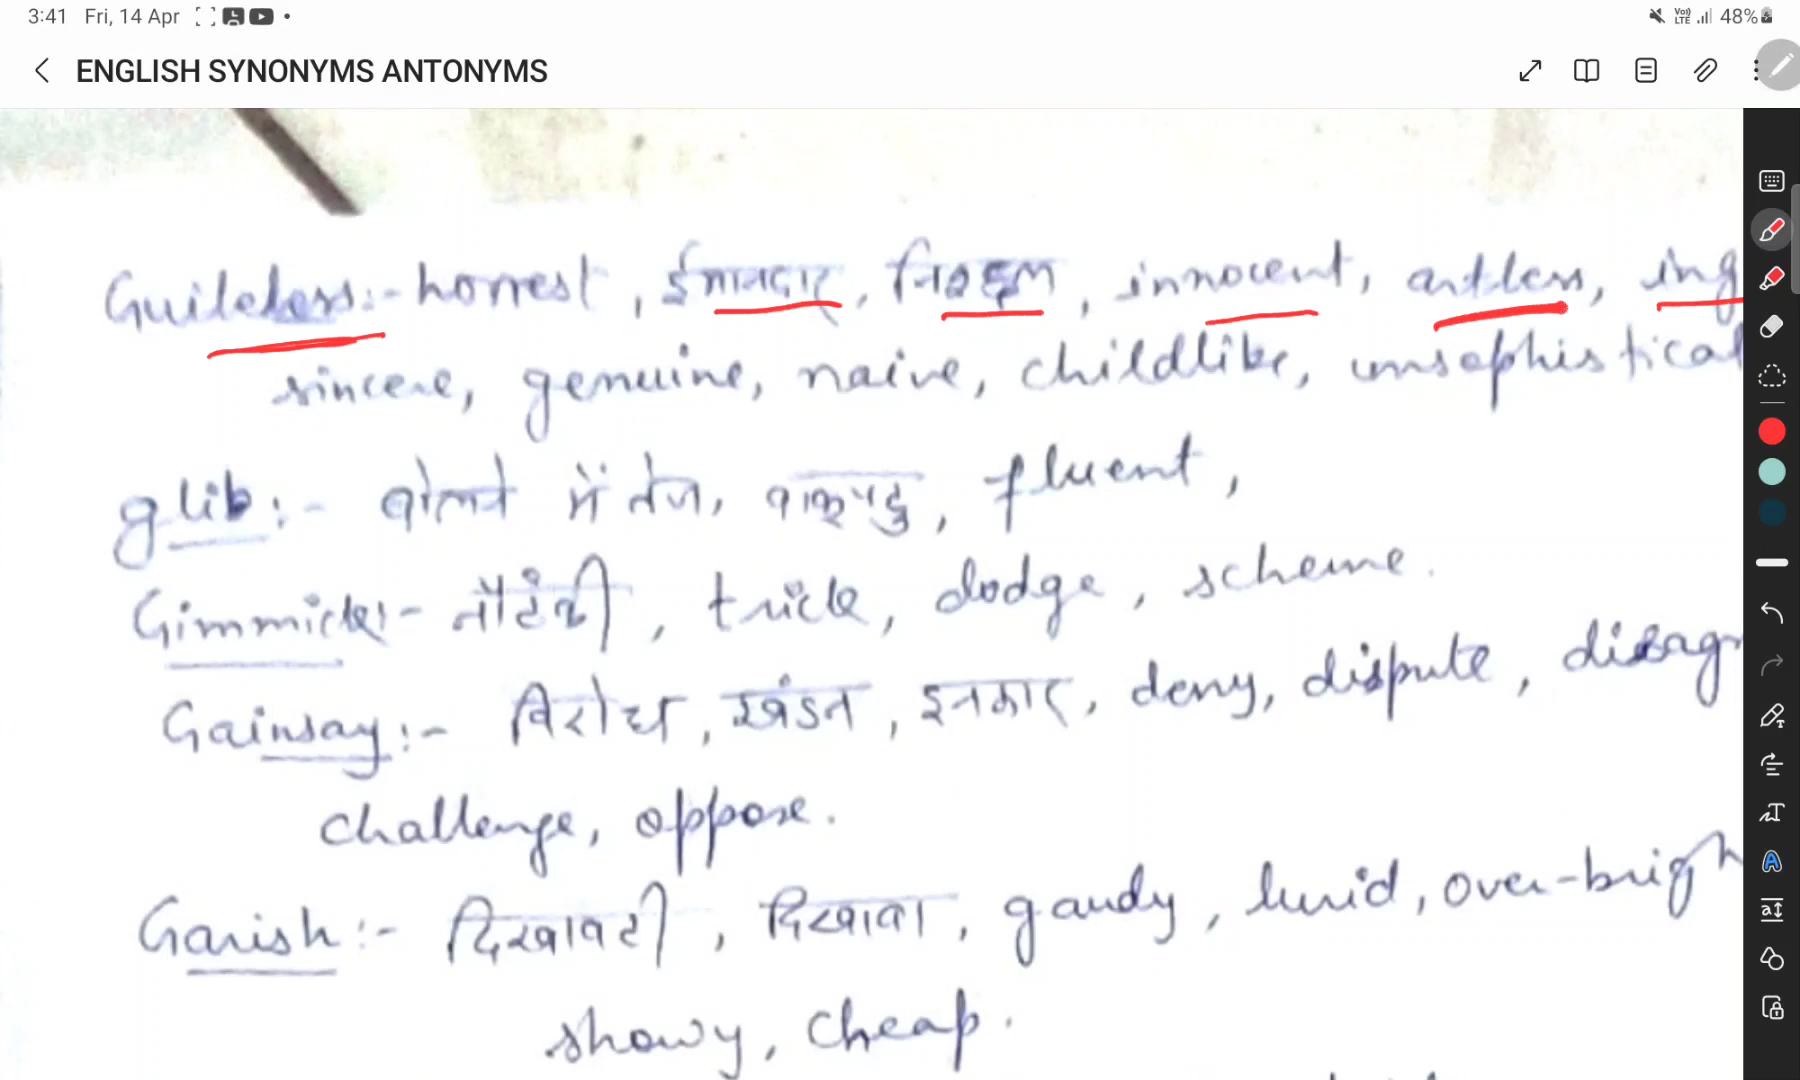 3:41 Fri, 14 Apr 48%
ENGLISH SYNONYMS ANTONYMS
Guileless:- honest, ईमानदार, निश्छल, innocent, artless, ing
sincere, genuine, naive, childlike, unsophistical
glib:- बोलने में तेज, वाक्पटु, fluent,
Gimmick:- नौटंकी, trick, dodge, scheme.
Gainsay:- विरोध, खंडन, इनकार, deny, dispute, disagr
challenge, oppose.
Garish:- दिखावटी, दिखावा, gaudy, lurid, over-brigh
showy, cheap.